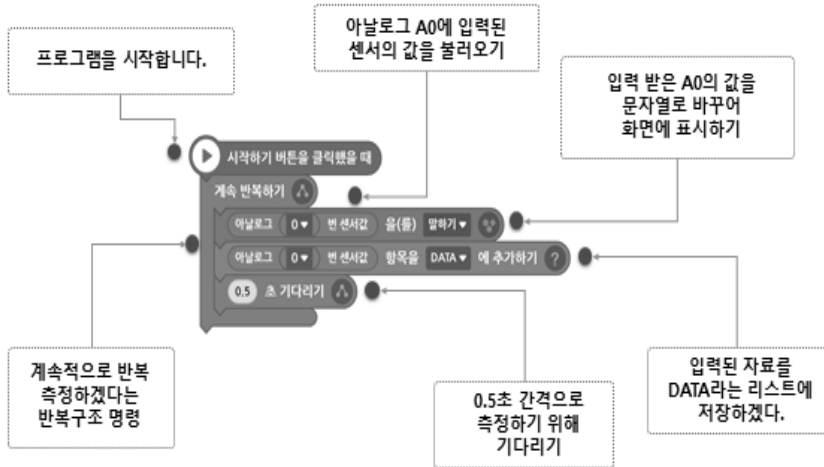 프로그램을 시작합니다.
아날로그 A0에 입력된
센서의 값을 불러오기
입력 받은 A0의 값을
문자열로 바꾸어
화면에 표시하기
시작하기 버튼을 클릭했을 때
계속 반복하기
아날로그 0 ▼ 번 센서값 을(를) 말하기 ▼
아날로그 0 ▼ 번 센서값 항목을 DATA ▼ 에 추가하기 ?
0.5 초 기다리기
계속적으로 반복
측정하겠다는
반복구조 명령
0.5초 간격으로
측정하기 위해
기다리기
입력된 자료를
DATA라는 리스트에
저장하겠다.